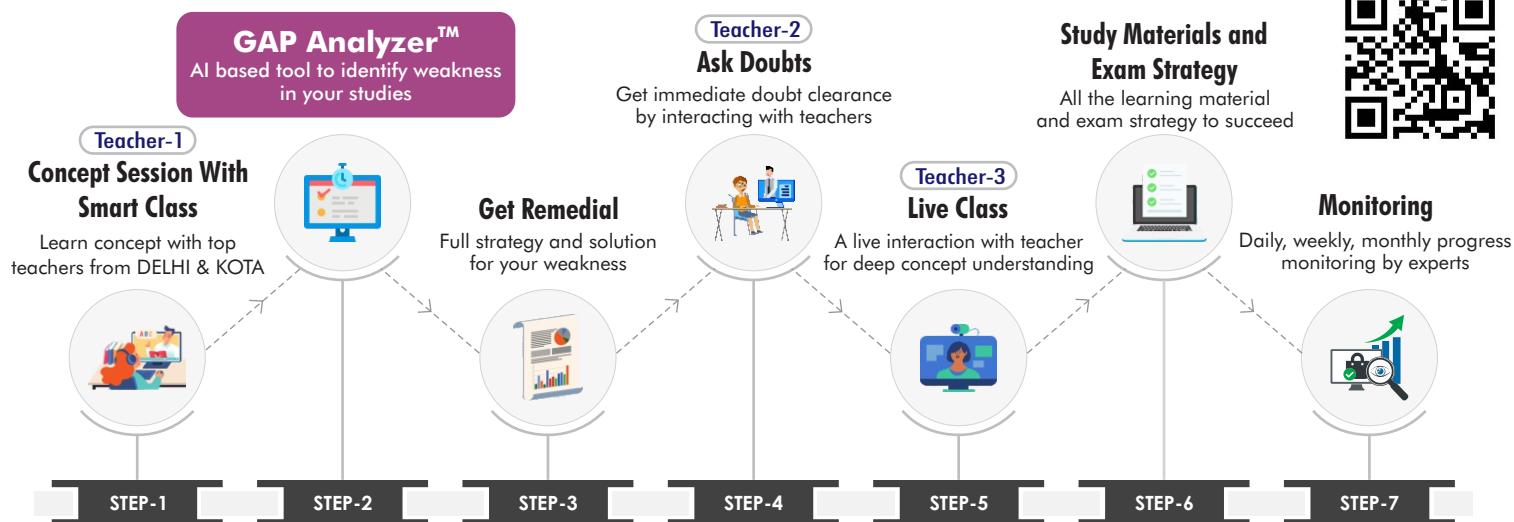 Teacher-1
Concept Session With
Smart Class
Learn concept with top
teachers from DELHI & KOTA
GAP Analyzer™
AI based tool to identify weakness
in your studies
Get Remedial
Full strategy and solution
for your weakness
Teacher-2
Ask Doubts
Get immediate doubt clearance
by interacting with teachers
Teacher-3
Live Class
A live interaction with teacher
for deep concept understanding
Study Materials and
Exam Strategy
All the learning material
and exam strategy to succeed
Monitoring
Daily, weekly, monthly progress
monitoring by experts
ABC
STEP-1
STEP-2
STEP-3
STEP-4
STEP-5
STEP-6
STEP-7